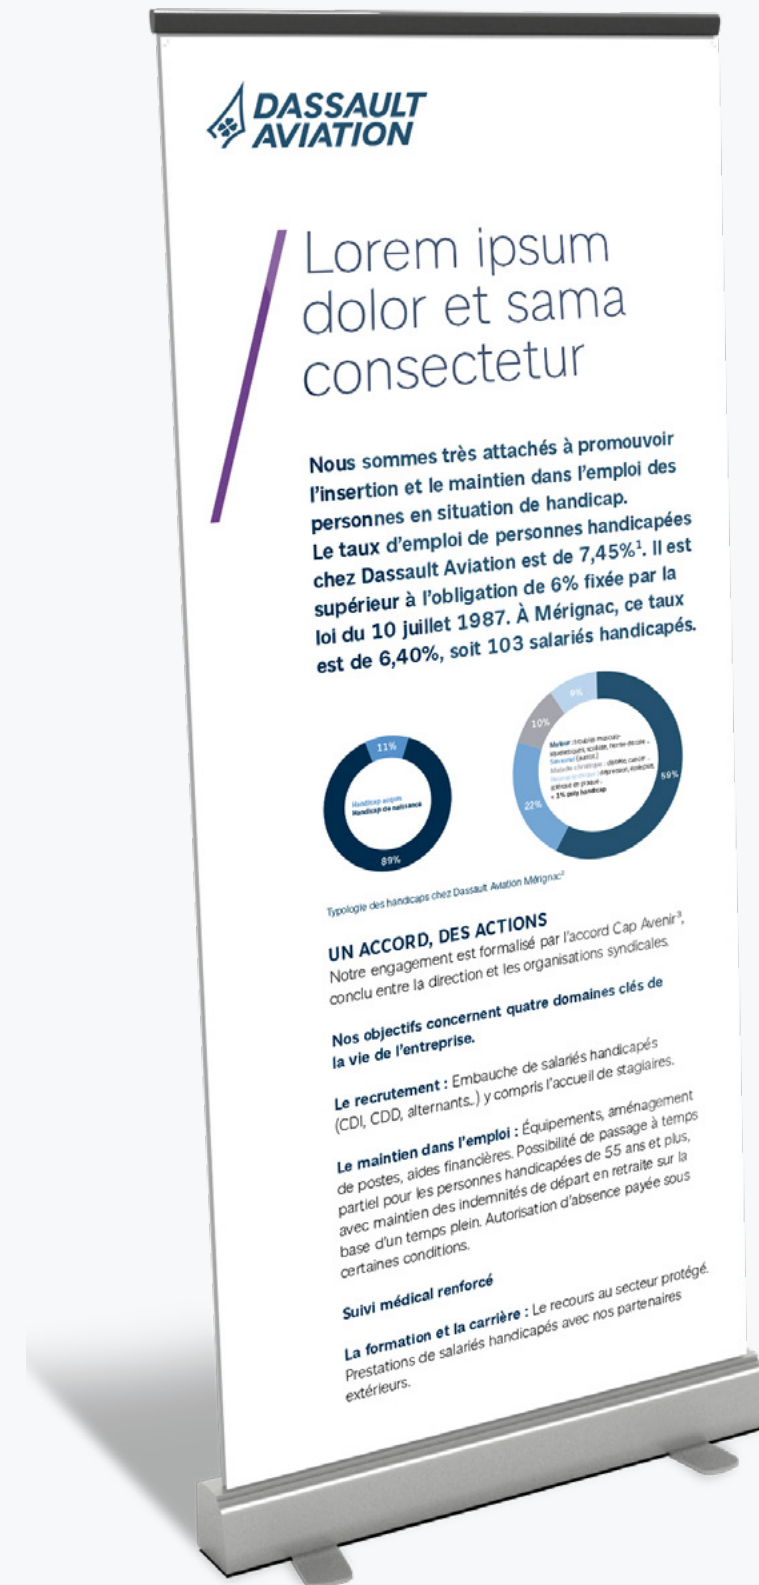 DASSAULT
AVIATION
Lorem ipsum
dolor et sama
consectetur
Nous sommes très attachés à promouvoir
l'insertion et le maintien dans l'emploi des
personnes en situation de handicap.
Le taux d'emploi de personnes handicapées
chez Dassault Aviation est de 7,45%¹. Il est
supérieur à l'obligation de 6% fixée par la
loi du 10 juillet 1987. À Mérignac, ce taux
est de 6,40%, soit 103 salariés handicapés.
11%
Handicap acquis
Handicap de naissance
89%
9%
10%
22%
59%
< 1% poly handicap
Typologie des handicaps chez Dassault Aviation Mérignac²
UN ACCORD, DES ACTIONS
Notre engagement est formalisé par l'accord Cap Avenir³,
conclu entre la direction et les organisations syndicales.
Nos objectifs concernent quatre domaines clés de
la vie de l'entreprise.
Le recrutement : Embauche de salariés handicapés
(CDI, CDD, alternants..) y compris l'accueil de stagiaires.
Le maintien dans l'emploi : Équipements, aménagement
de postes, aides financières. Possibilité de passage à temps
partiel pour les personnes handicapées de 55 ans et plus,
avec maintien des indemnités de départ en retraite sur la
base d'un temps plein. Autorisation d'absence payée sous
certaines conditions.
Suivi médical renforcé
La formation et la carrière : Le recours au secteur protégé.
Prestations de salariés handicapés avec nos partenaires
extérieurs.